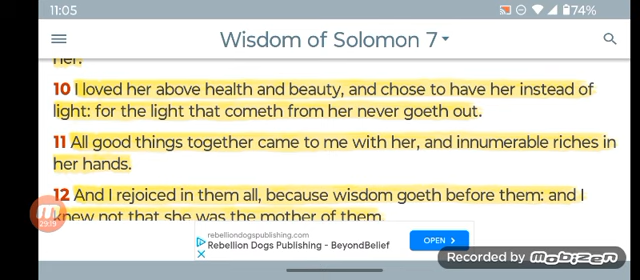 11:05
74%
Wisdom of Solomon 7
her.
10 I loved her above health and beauty, and chose to have her instead of
light: for the light that cometh from her never goeth out.
11 All good things together came to me with her, and innumerable riches in
her hands.
12 And I rejoiced in them all, because wisdom goeth before them: and I
knew not that she was the mother of them.
rebelliondogspublishing.com
Rebellion Dogs Publishing - BeyondBelief
OPEN
Recorded by mobizen